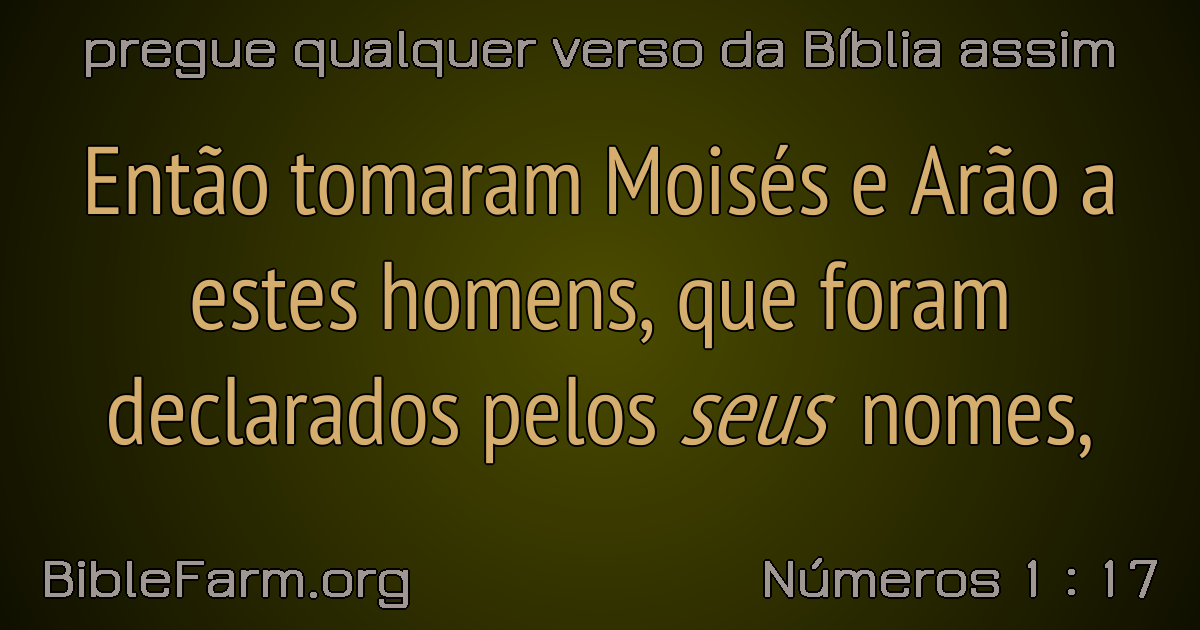 pregue qualquer verso da Bíblia assim
Então tomaram Moisés e Arão a
estes homens, que foram
declarados pelos seus nomes,
BibleFarm.org
Números 1 : 17